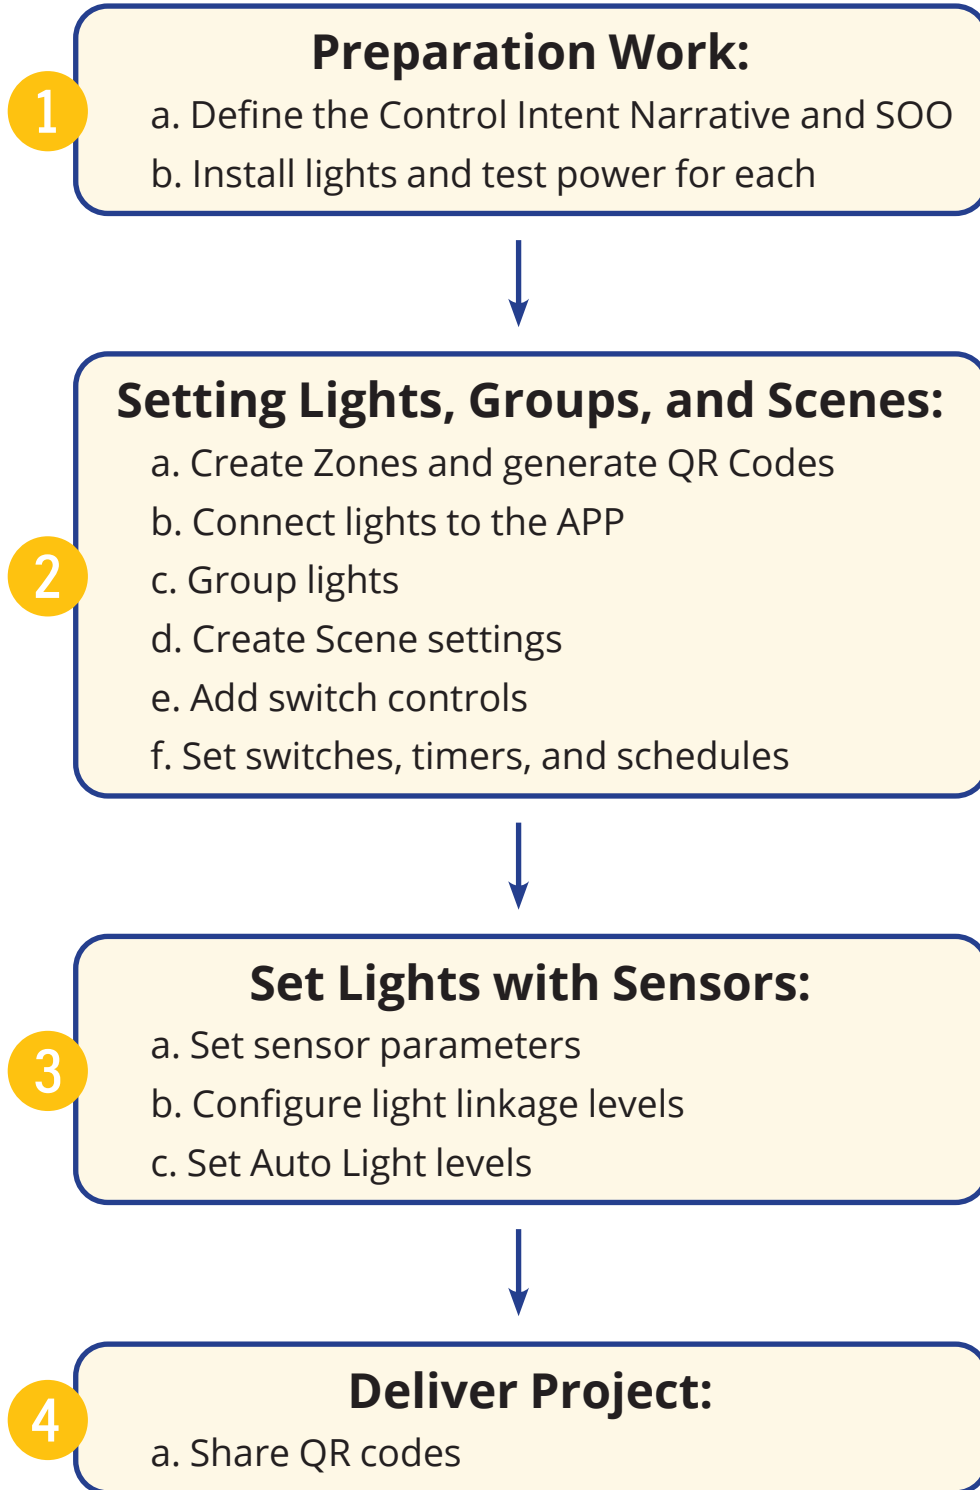 1
Preparation Work:
a. Define the Control Intent Narrative and SOO
b. Install lights and test power for each
2
Setting Lights, Groups, and Scenes:
a. Create Zones and generate QR Codes
b. Connect lights to the APP
c. Group lights
d. Create Scene settings
e. Add switch controls
f. Set switches, timers, and schedules
3
Set Lights with Sensors:
a. Set sensor parameters
b. Configure light linkage levels
c. Set Auto Light levels
4
Deliver Project:
a. Share QR codes